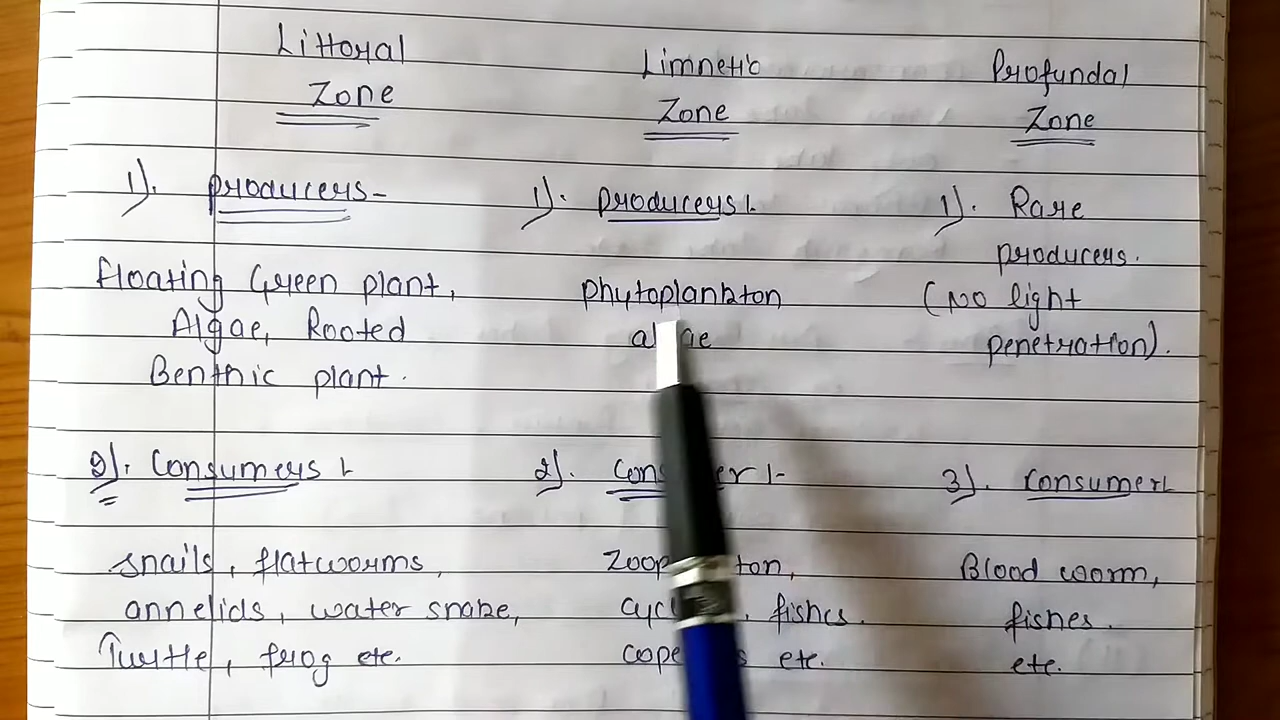 Littoral
Zone
1). producers-
Floating Green plant,
Algae, Rooted
Benthic plant.
2). Consumers :-
snails, flatworms,
annelids, water snake,
Turtle, frog etc.
Limnetic
Zone
1). producers :-
phytoplankton
2). :-
fishes.
etc.
Profundal
Zone
1). Rare
producers.
(No light
penetration).
3). Consumer :-
Blood worm,
fishes.
etc.